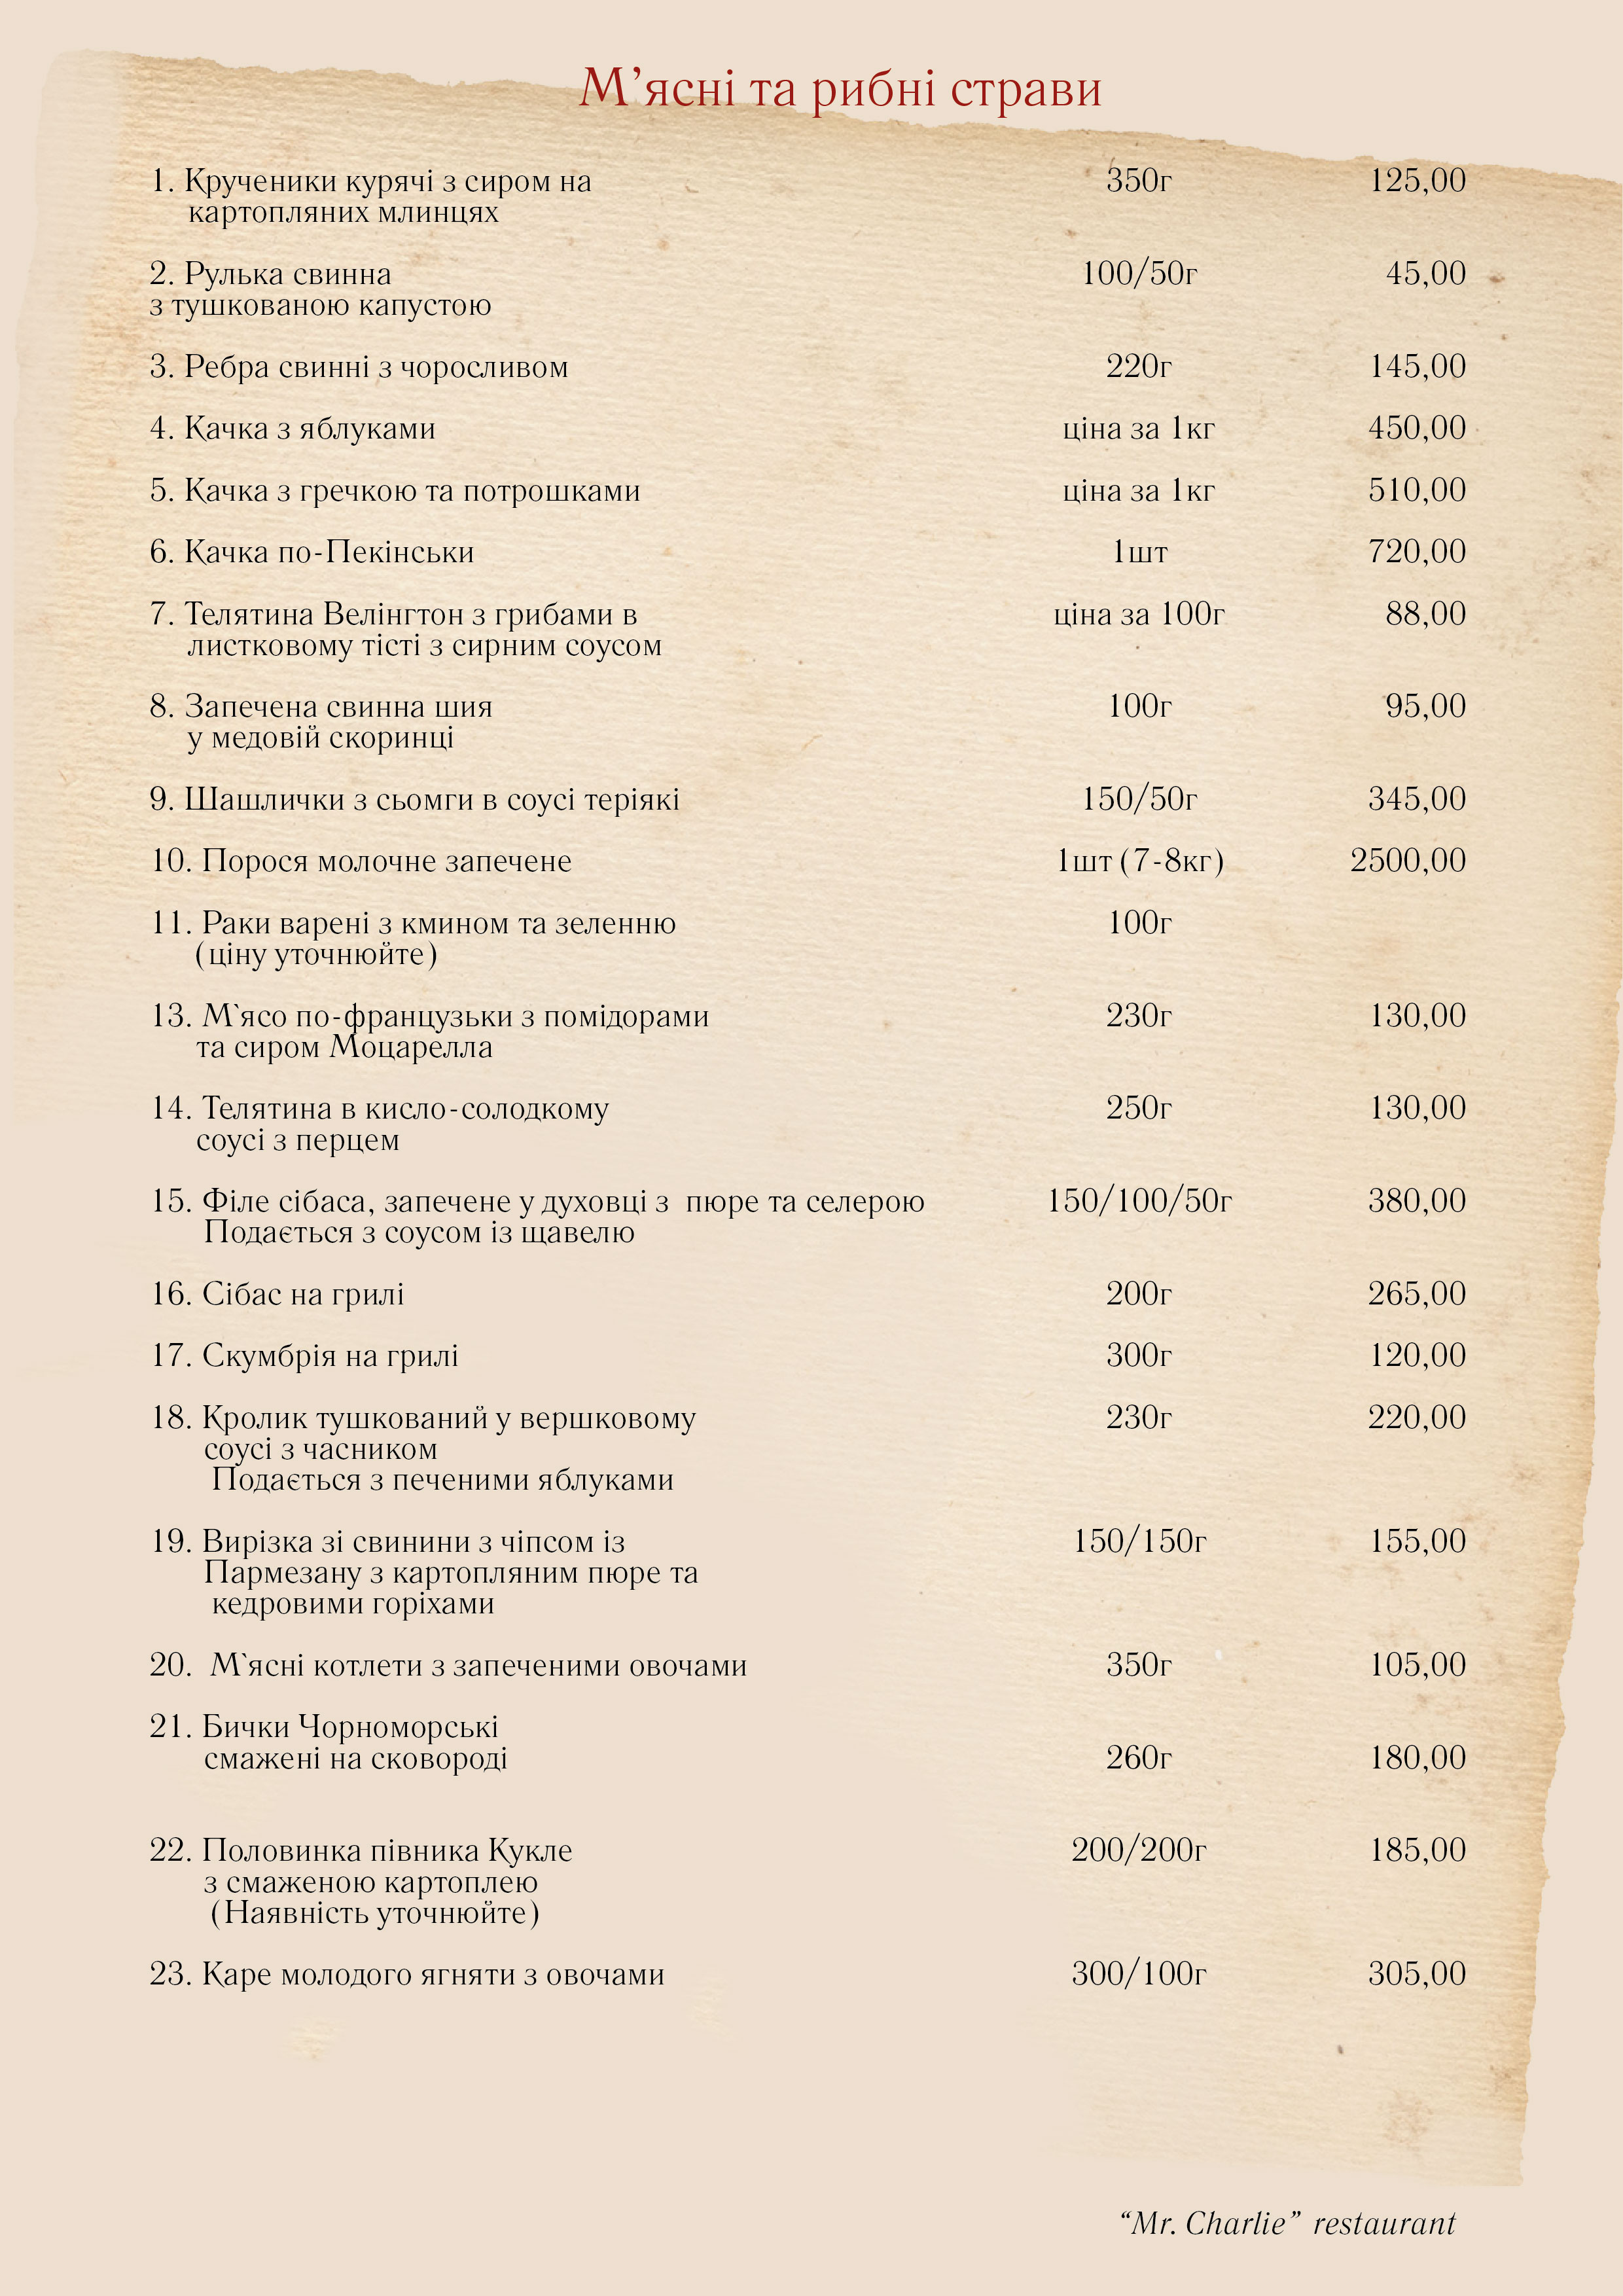 М’ясні та рибні страви
1. Крученики курячі з сиром на 350г 125,00
картопляних млинцях
2. Рулька свинна 100/50г 45,00
з тушкованою капустою
3. Ребра свинні з чоросливом 220г 145,00
4. Качка з яблуками ціна за 1кг 450,00
5. Качка з гречкою та потрошками ціна за 1кг 510,00
6. Качка по-Пекінськи 1шт 720,00
7. Телятина Велінгтон з грибами в ціна за 100г 88,00
листковому тісті з сирним соусом
8. Запечена свинна шия 100г 95,00
у медовій скоринці
9. Шашлички з сьомги в соусі теріякі 150/50г 345,00
10. Порося молочне запечене 1шт (7-8кг) 2500,00
11. Раки варені з кмином та зеленню 100г
(ціну уточнюйте)
13. М`ясо по-французьки з помідорами 230г 130,00
та сиром Моцарелла
14. Телятина в кисло-солодкому 250г 130,00
соусі з перцем
15. Філе сібаса, запечене у духовці з пюре та селерою 150/100/50г 380,00
Подається з соусом із щавелю
16. Сібас на грилі 200г 265,00
17. Скумбрія на грилі 300г 120,00
18. Кролик тушкований у вершковому 230г 220,00
соусі з часником
Подається з печеними яблуками
19. Вирізка зі свинини з чіпсом із 150/150г 155,00
Пармезану з картопляним пюре та
кедровими горіхами
20. М`ясні котлети з запеченими овочами 350г 105,00
21. Бички Чорноморські
смажені на сковороді 260г 180,00
22. Половинка півника Кукле 200/200г 185,00
з смаженою картоплею
(Наявність уточнюйте)
23. Каре молодого ягняти з овочами 300/100г 305,00
“Mr. Charlie” restaurant